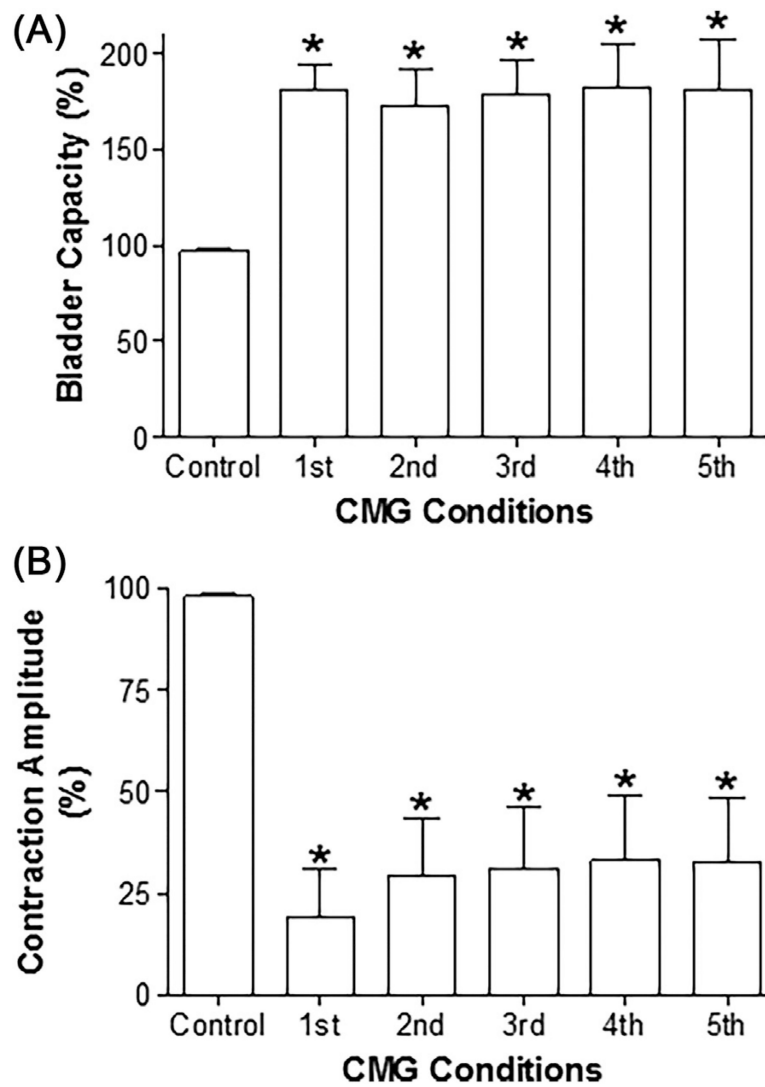 (A)
Bladder Capacity (%)
200
150
100
50
0
* * * * *
Control 1st 2nd 3rd 4th 5th
CMG Conditions
(B)
Contraction Amplitude
(%)
100
75
50
25
0
* * * * *
Control 1st 2nd 3rd 4th 5th
CMG Conditions